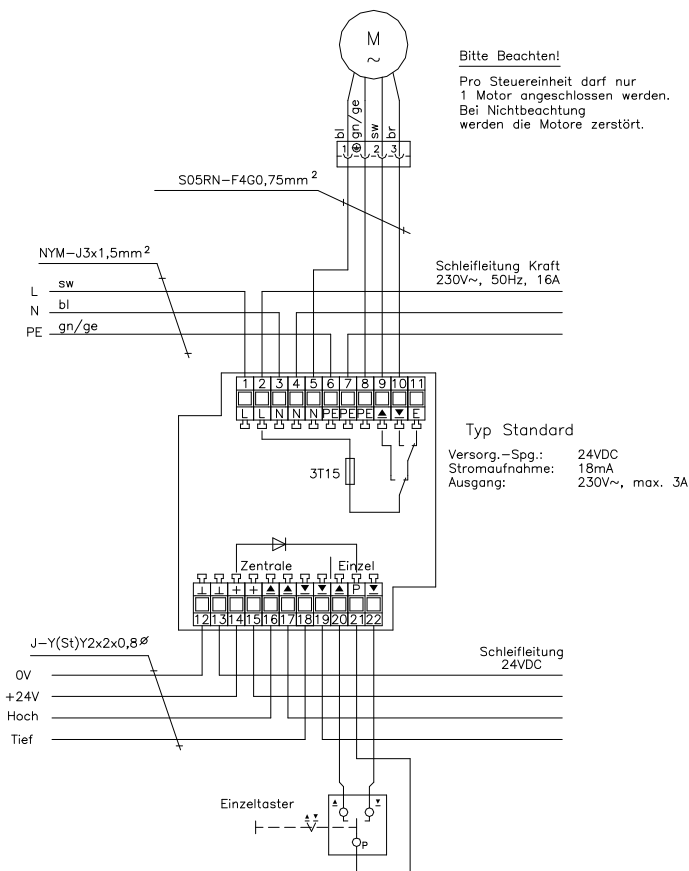 M
~
Bitte Beachten!
Pro Steuereinheit darf nur
1 Motor angeschlossen werden.
Bei Nichtbeachtung
werden die Motore zerstört.
bl gn/ge sw br
1 2 3
S05RN-F4G0,75mm²
NYM-J3x1,5mm²
Schleifleitung Kraft
230V~, 50Hz, 16A
L sw
N bl
PE gn/ge
1 2 3 4 5 6 7 8 9 10 11
L L N N N PE PE PE ▲ ▼ E
Typ Standard
Versorg.-Spg.: 24VDC
Stromaufnahme: 18mA
Ausgang: 230V~, max. 3A
3T15
Zentrale Einzel
⊥ ⊥ + + ▲ ▲ ▼ ▼ ▲ P ▼
12 13 14 15 16 17 18 19 20 21 22
J-Y(St)Y2x2x0,8⌀
Schleifleitung
24VDC
0V
+24V
Hoch
Tief
Einzeltaster
▲ ▼
▲ ▼
P